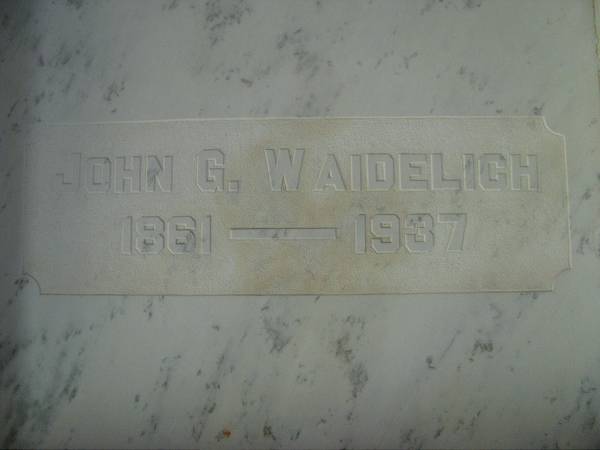 JOHN G. WAIDELICH
1861 — 1937